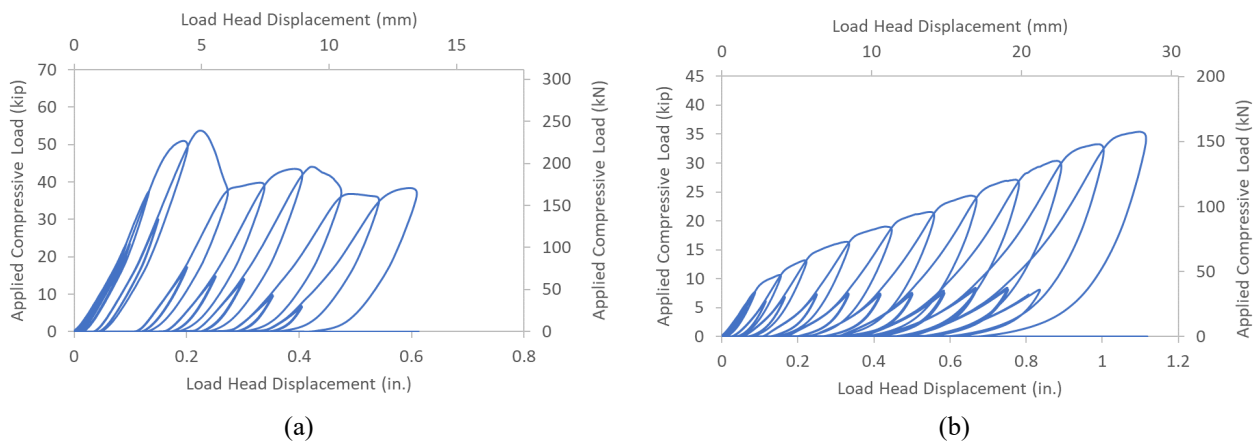 Load Head Displacement (mm)
0 5 10 15
70 60 50 40 30 20 10 0
Applied Compressive Load (kip)
300 250 200 150 100 50 0
Applied Compressive Load (kN)
0 0.2 0.4 0.6 0.8
Load Head Displacement (in.)
(a)
Load Head Displacement (mm)
0 10 20 30
45 40 35 30 25 20 15 10 5 0
Applied Compressive Load (kip)
200 150 100 50 0
Applied Compressive Load (kN)
0 0.2 0.4 0.6 0.8 1 1.2
Load Head Displacement (in.)
(b)